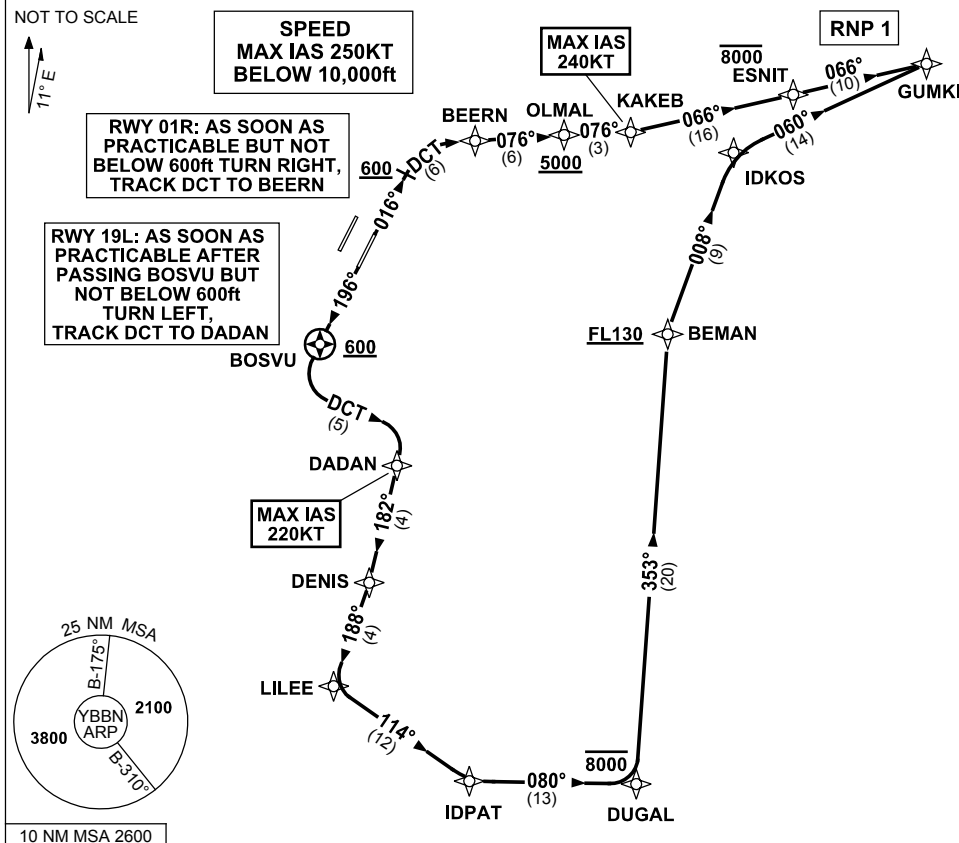 NOT TO SCALE
11° E
SPEED
MAX IAS 250KT
BELOW 10,000ft
MAX IAS
240KT
RNP 1
8000
ESNIT
066°
(10)
GUMKI
RWY 01R: AS SOON AS
PRACTICABLE BUT NOT
BELOW 600ft TURN RIGHT,
TRACK DCT TO BEERN
BEERN
OLMAL
KAKEB
076°
(6)
076°
(3)
5000
066°
(16)
060°
(14)
IDKOS
600
DCT
(6)
016°
196°
RWY 19L: AS SOON AS
PRACTICABLE AFTER
PASSING BOSVU BUT
NOT BELOW 600ft
TURN LEFT,
TRACK DCT TO DADAN
008°
(9)
BOSVU
600
FL130
BEMAN
DCT
(5)
DADAN
MAX IAS
220KT
182°
(4)
DENIS
353°
(20)
188°
(4)
LILEE
114°
(12)
IDPAT
080°
(13)
8000
DUGAL
25 NM MSA
B-175°
YBBN
ARP
2100
3800
B-310°
10 NM MSA 2600